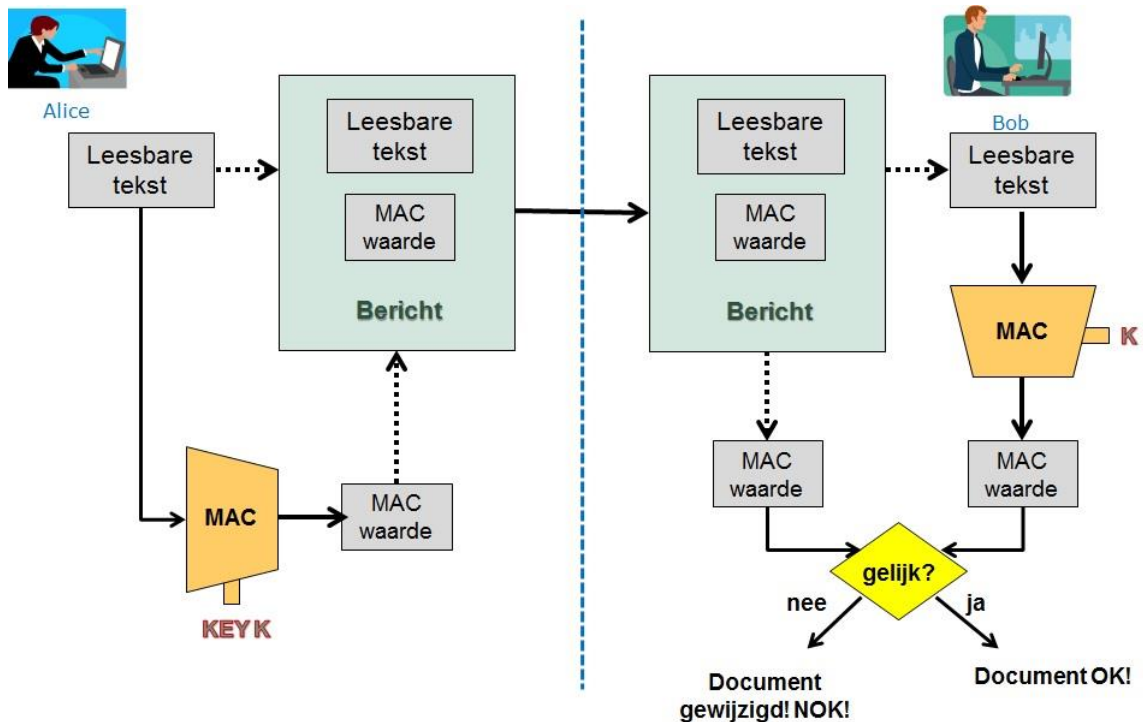 Alice
Leesbare
tekst
Leesbare
tekst
MAC
waarde
Bericht
MAC
KEY K
MAC
waarde
Leesbare
tekst
MAC
waarde
Bericht
Bob
Leesbare
tekst
MAC
K
MAC
waarde
MAC
waarde
gelijk?
nee
ja
Document
gewijzigd! NOK!
Document OK!